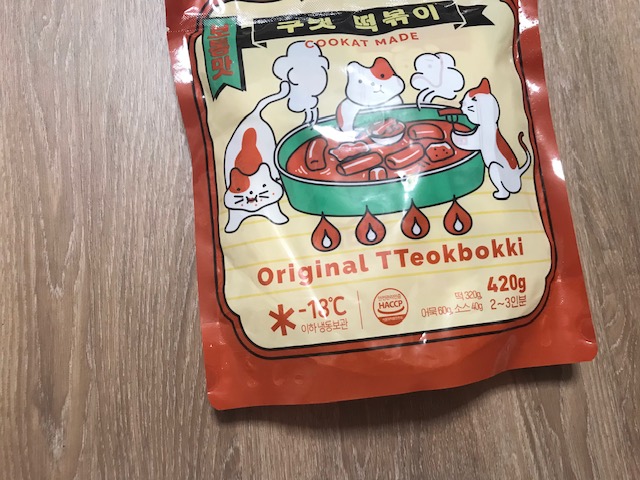 떡볶이
COOKAT MADE
Original TTeokbokki
-18°C
이하 냉동보관
HACCP
420g
떡 320g,
어묵 60g, 소스 40g
2~3인분